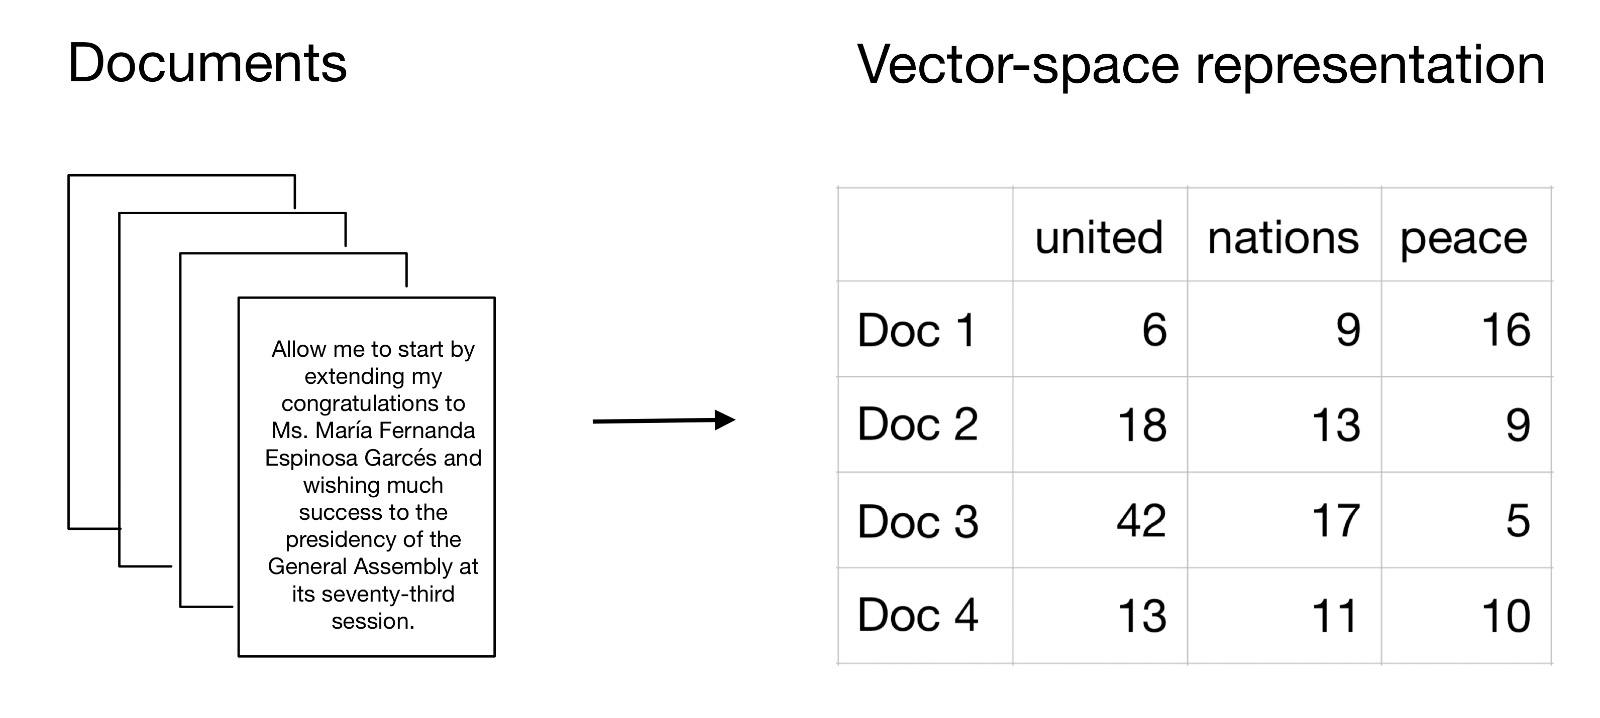 Documents
Vector-space representation
Allow me to start by
extending my
congratulations to
Ms. María Fernanda
Espinosa Garcés and
wishing much
success to the
presidency of the
General Assembly at
its seventy-third
session.
united nations peace
Doc 1 6 9 16
Doc 2 18 13 9
Doc 3 42 17 5
Doc 4 13 11 10